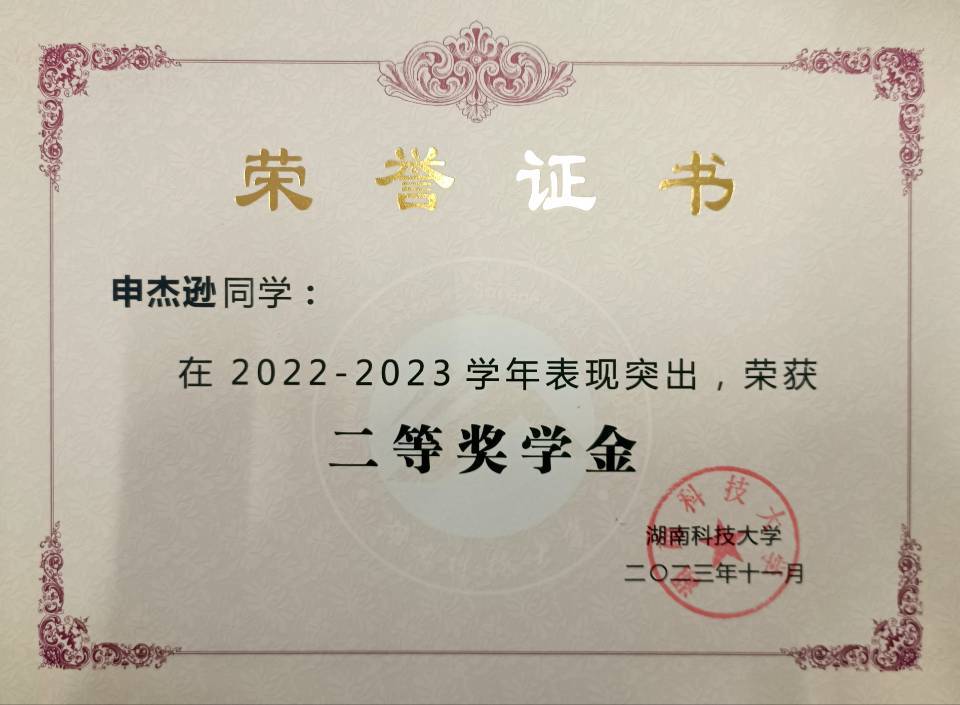 荣誉证书
申杰逊同学：
在 2022-2023 学年表现突出，荣获
二等奖学金
湖南科技大学
二〇二三年十一月